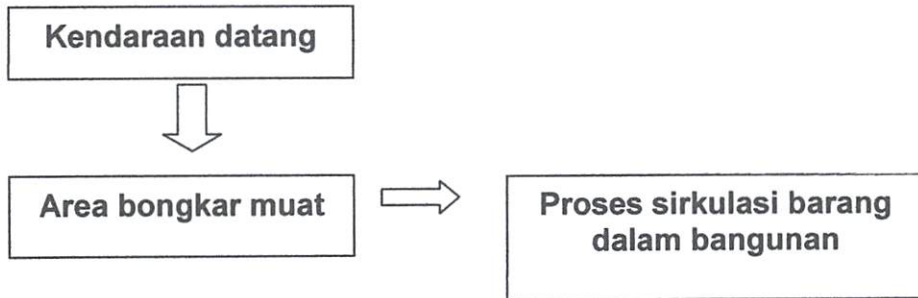 Kendaraan datang
Area bongkar muat
Proses sirkulasi barang
dalam bangunan